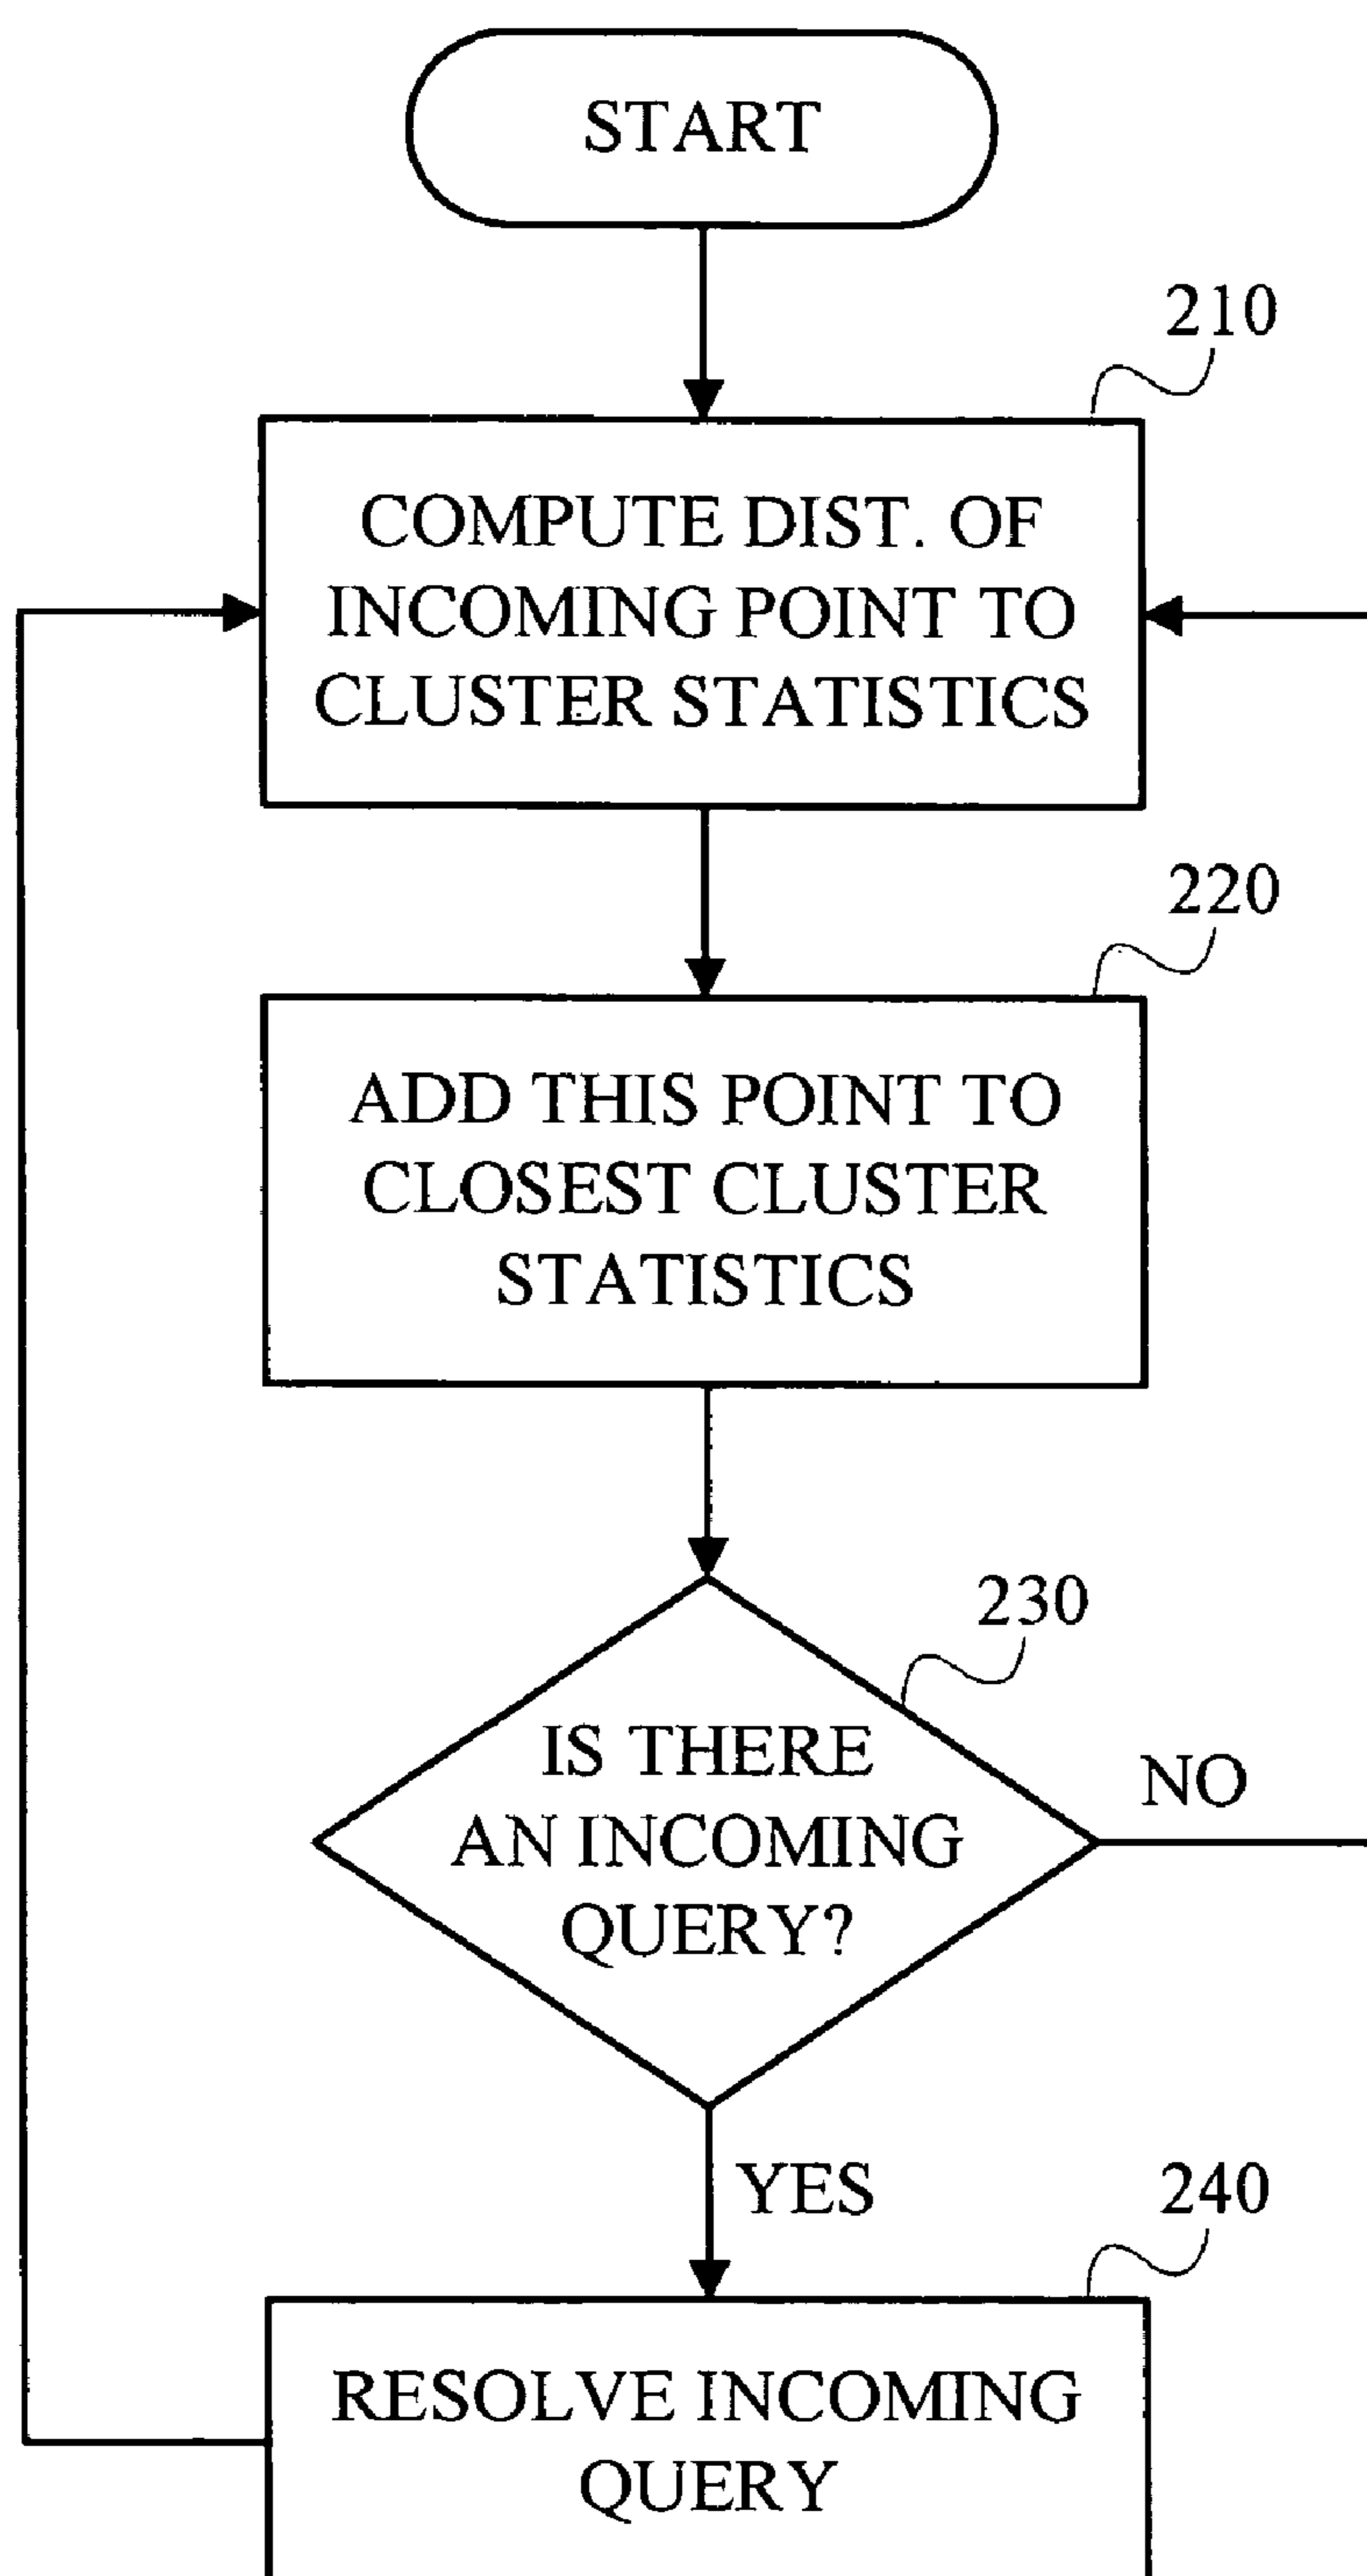 START
210
COMPUTE DIST. OF
INCOMING POINT TO
CLUSTER STATISTICS
220
ADD THIS POINT TO
CLOSEST CLUSTER
STATISTICS
230
IS THERE
AN INCOMING
QUERY?
NO
YES
240
RESOLVE INCOMING
QUERY